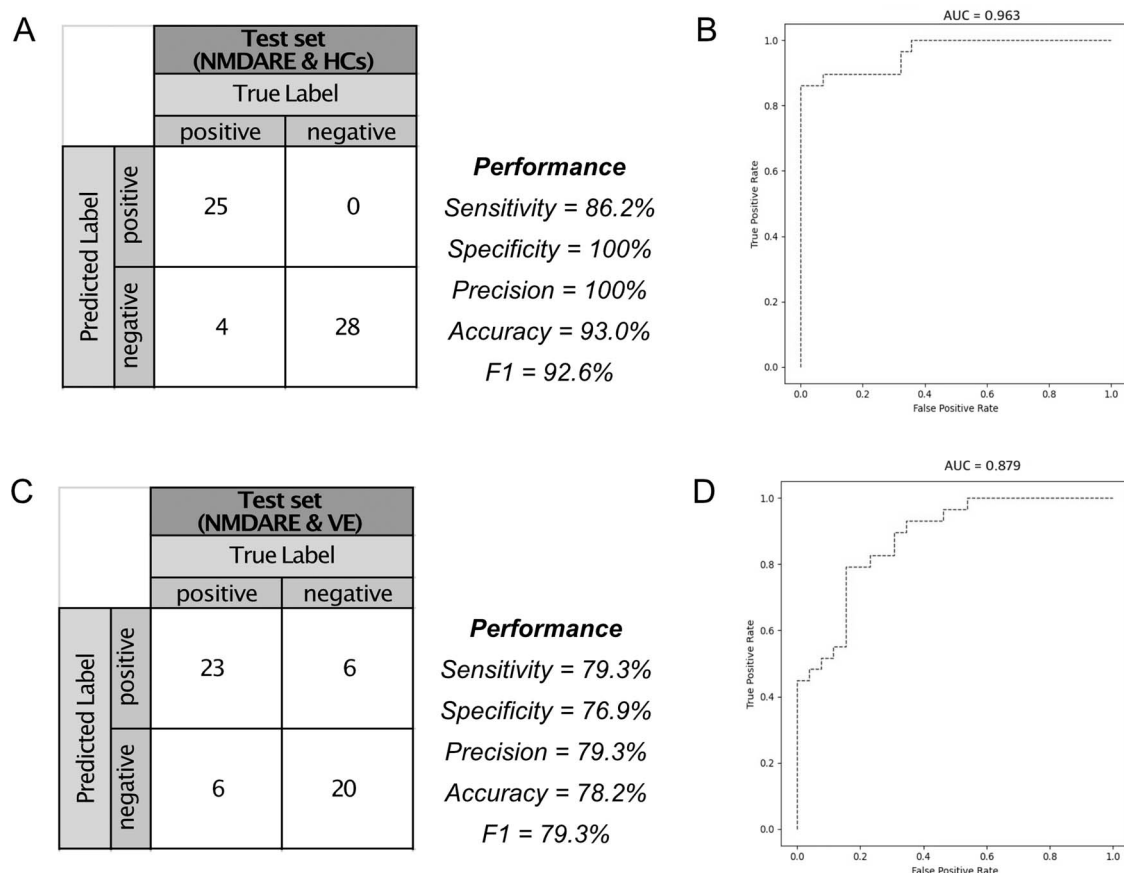 A
Test set
(NMDARE & HCs)
True Label
positive negative
Predicted Label
positive
25 0
negative
4 28
Performance
Sensitivity = 86.2%
Specificity = 100%
Precision = 100%
Accuracy = 93.0%
F1 = 92.6%
B
AUC = 0.963
True Positive Rate
1.0
0.8
0.6
0.4
0.2
0.0
0.0 0.2 0.4 0.6 0.8 1.0
False Positive Rate
C
Test set
(NMDARE & VE)
True Label
positive negative
Predicted Label
positive
23 6
negative
6 20
Performance
Sensitivity = 79.3%
Specificity = 76.9%
Precision = 79.3%
Accuracy = 78.2%
F1 = 79.3%
D
AUC = 0.879
True Positive Rate
1.0
0.8
0.6
0.4
0.2
0.0
0.0 0.2 0.4 0.6 0.8 1.0
False Positive Rate